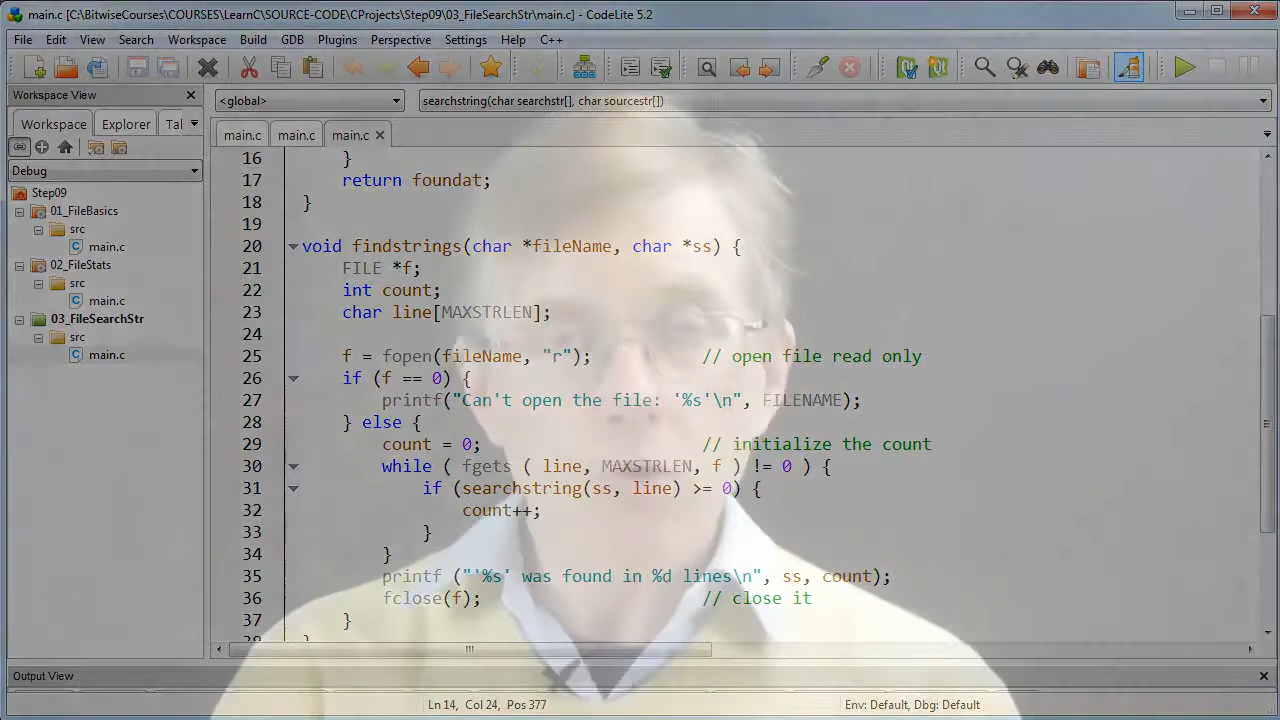 main.c [C:\BitwiseCourses\COURSES\LearnC\SOURCE-CODE\CProjects\Step09\03_FileSearchStr\main.c] - CodeLite 5.2
File Edit View Search Workspace Build GDB Plugins Perspective Settings Help C++
Workspace View
<global>
searchstring(char searchstr[], char sourcestr[])
Workspace Explorer Tal
main.c main.c main.c
Debug
Step09
01_FileBasics
src
main.c
02_FileStats
src
main.c
03_FileSearchStr
src
main.c
16 }
17 return foundat;
18 }
19
20 void findstrings(char *fileName, char *ss) {
21 FILE *f;
22 int count;
23 char line[MAXSTRLEN];
24
25 f = fopen(fileName, "r"); // open file read only
26 if (f == 0) {
27 printf("Can't open the file: '%s'\n", FILENAME);
28 } else {
29 count = 0; // initialize the count
30 while ( fgets ( line, MAXSTRLEN, f ) != 0 ) {
31 if (searchstring(ss, line) >= 0) {
32 count++;
33 }
34 }
35 printf ("'%s' was found in %d lines\n", ss, count);
36 fclose(f); // close it
37 }
38 }
Output View
Ln 14, Col 24, Pos 377
Env: Default, Dbg: Default